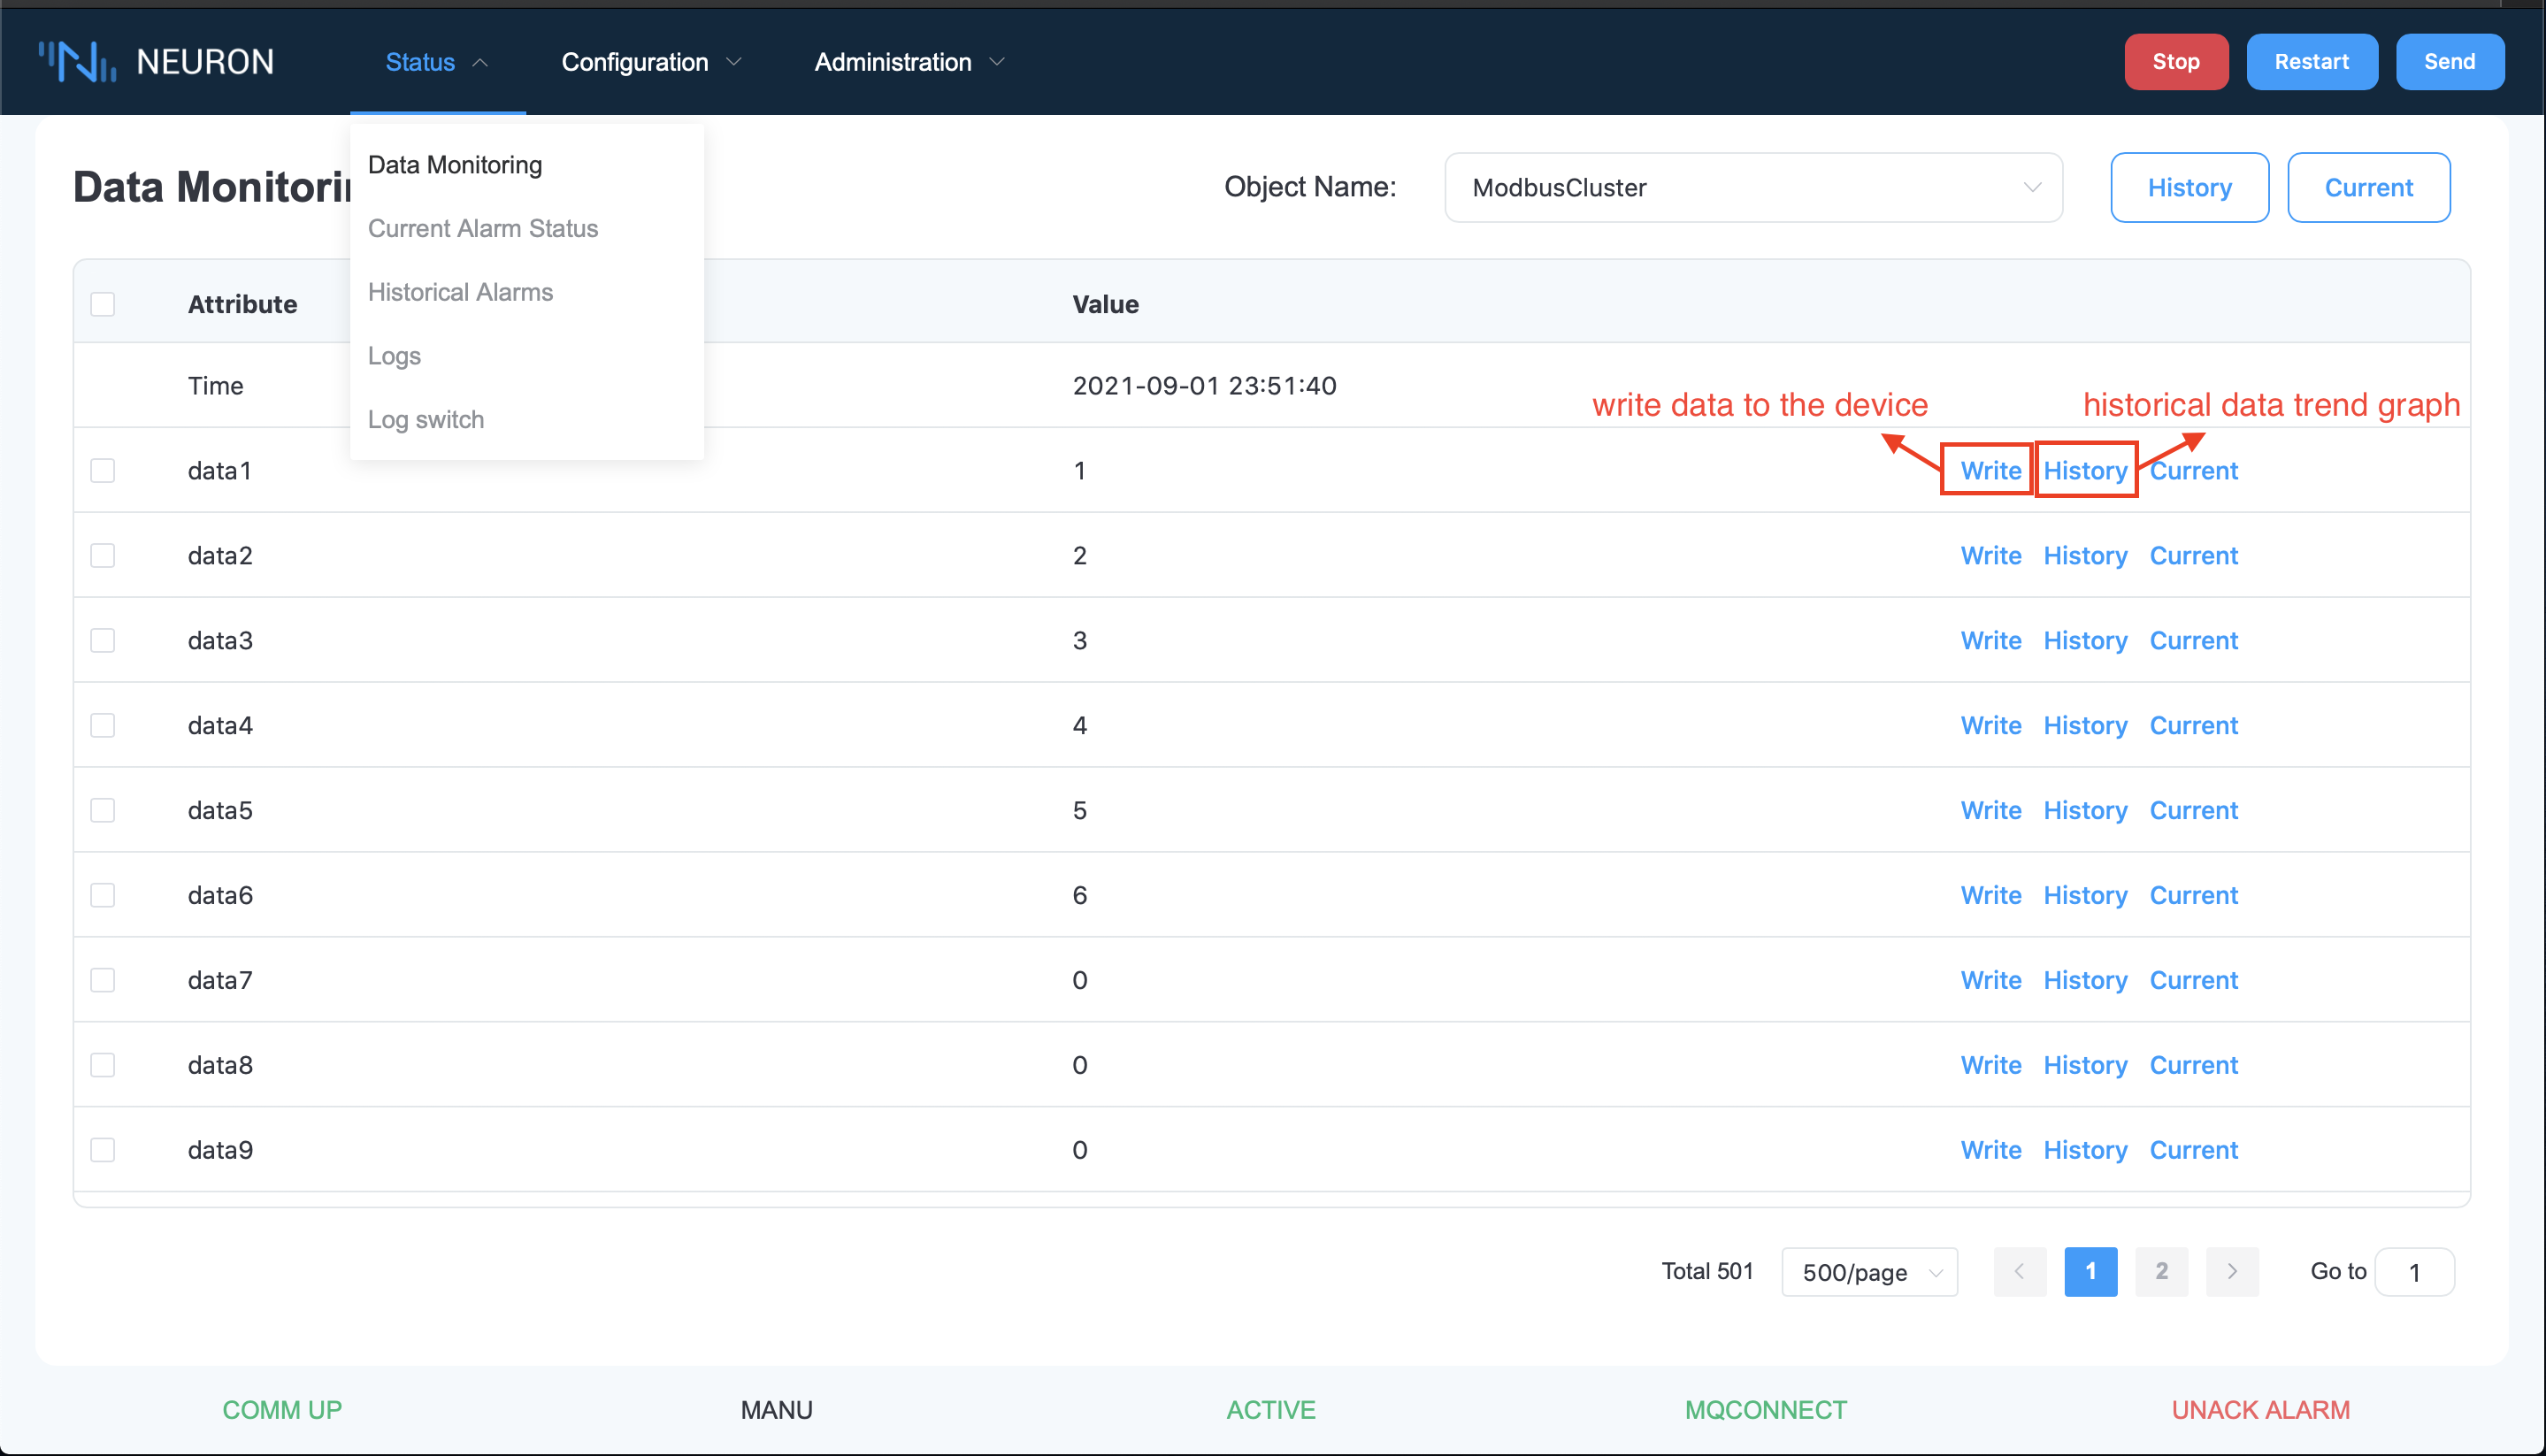 NEURON Status Configuration Administration Stop Restart Send
Data Monitorin Object Name: ModbusCluster History Current
Data Monitoring
Current Alarm Status
Historical Alarms
Logs
Log switch
Attribute Value
Time 2021-09-01 23:51:40
write data to the device historical data trend graph
data1 1 Write History Current
data2 2 Write History Current
data3 3 Write History Current
data4 4 Write History Current
data5 5 Write History Current
data6 6 Write History Current
data7 0 Write History Current
data8 0 Write History Current
data9 0 Write History Current
Total 501 500/page 1 2 Go to 1
COMM UP MANU ACTIVE MQCONNECT UNACK ALARM